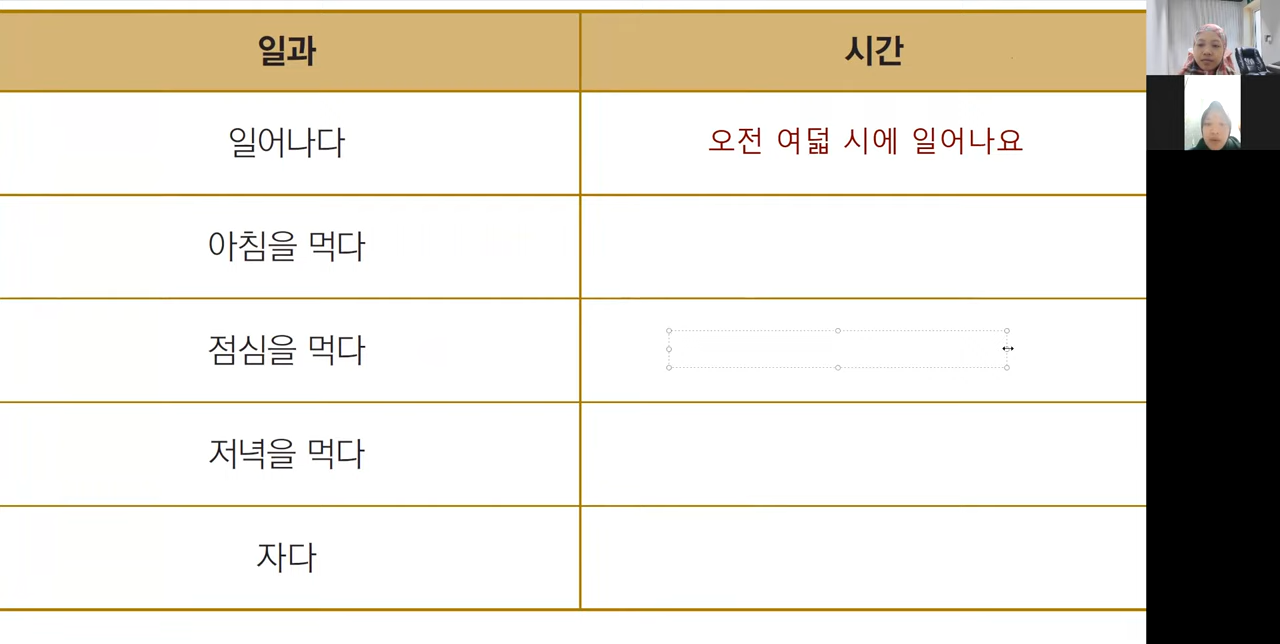 일과 시간
일어나다 오전 여덟 시에 일어나요
아침을 먹다
점심을 먹다
저녁을 먹다
자다